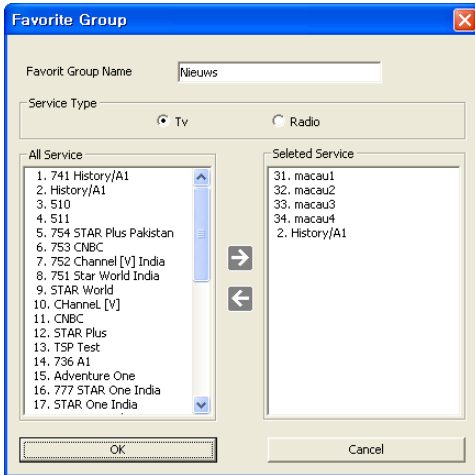 Favorite Group
Favorit Group Name
Nieuws
Service Type
Tv
Radio
All Service
1. 741 History/A1
2. History/A1
3. 510
4. 511
5. 754 STAR Plus Pakistan
6. 753 CNBC
7. 752 Channel [V] India
8. 751 Star World India
9. STAR World
10. CHanneL [V]
11. CNBC
12. STAR Plus
13. TSP Test
14. 736 A1
15. Adventure One
16. 777 STAR One India
17. STAR One India
Seleted Service
31. macau1
32. macau2
33. macau3
34. macau4
2. History/A1
OK
Cancel